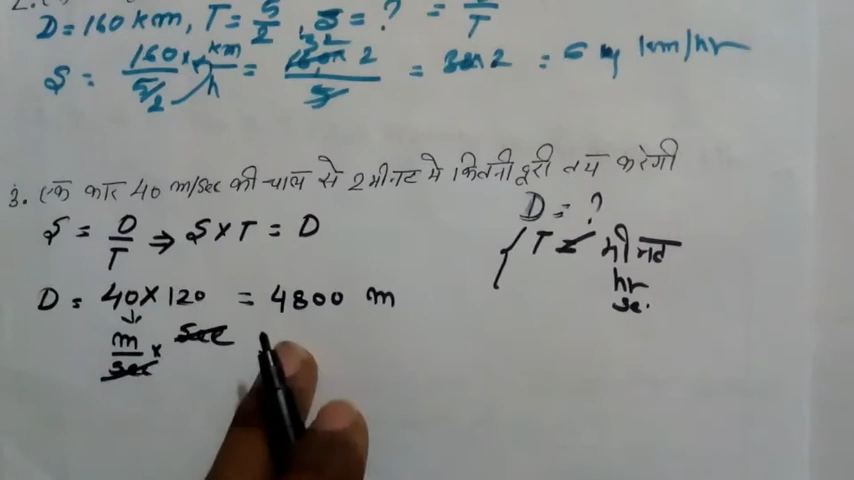 D = 160 km, T = 5/2, S = ? = /T
S = 160/5/2 × km/h = 160 × 2/5 = 32 × 2 = 64 km/hr
3. एक कार 40 m/sec की चाल से 2 मीनट मे कितनी दूरी तय करेगी
S = D/T ⇒ S × T = D
D = ?
T = मीनट
hr
se.
D = 40 × 120 = 4800 m
m/sec × sec